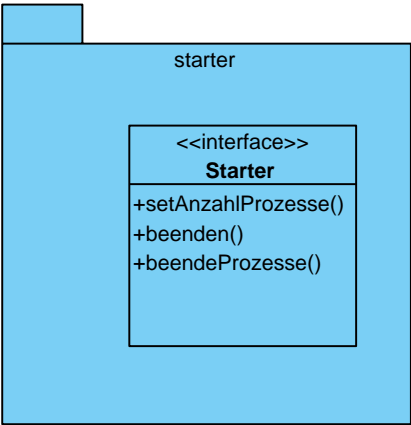 starter
<<interface>>
Starter
+setAnzahlProzesse()
+beenden()
+beendeProzesse()